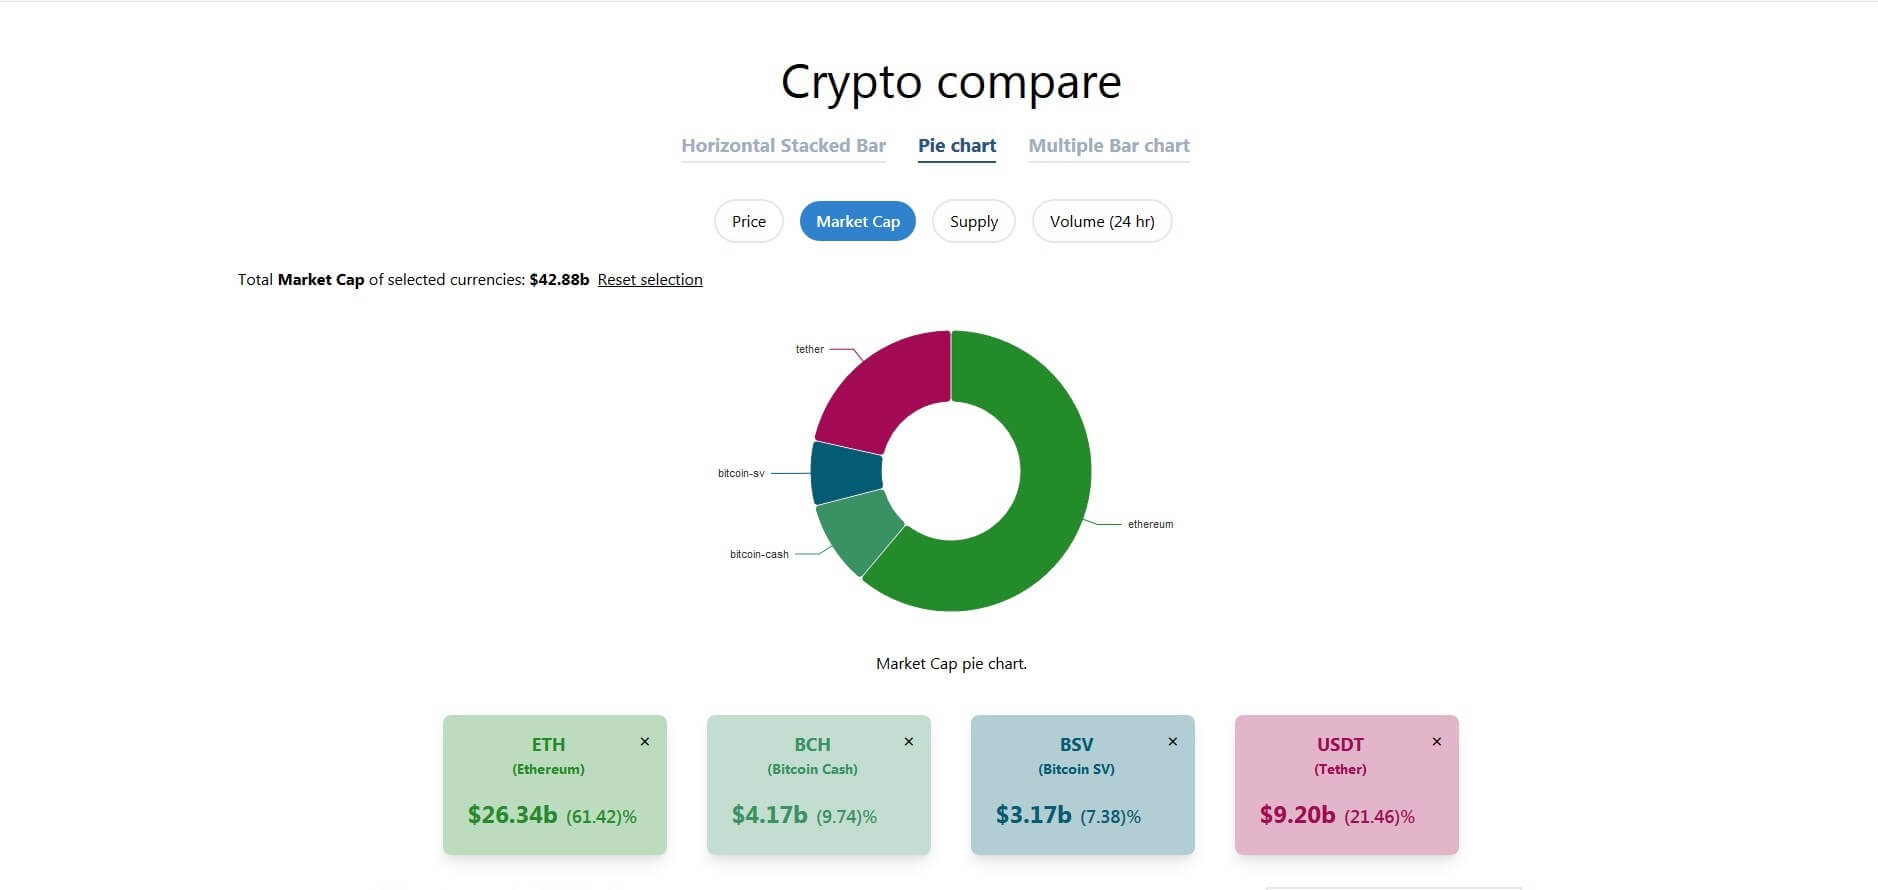 Crypto compare
Horizontal Stacked Bar Pie chart Multiple Bar chart
Price Market Cap Supply Volume (24 hr)
Total Market Cap of selected currencies: $42.88b Reset selection
tether
bitcoin-sv
ethereum
bitcoin-cash
Market Cap pie chart.
ETH ×
(Ethereum)
$26.34b (61.42)%
BCH ×
(Bitcoin Cash)
$4.17b (9.74)%
BSV ×
(Bitcoin SV)
$3.17b (7.38)%
USDT ×
(Tether)
$9.20b (21.46)%